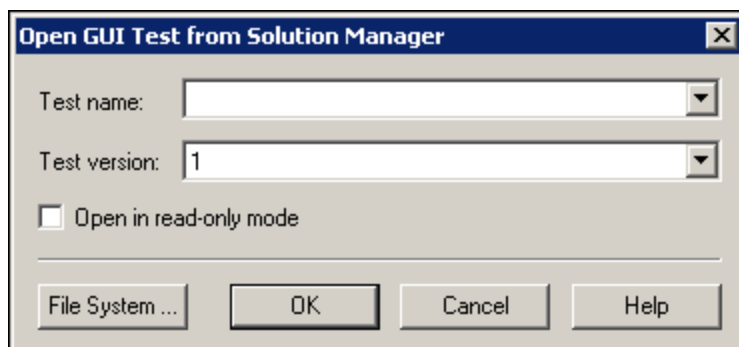 Open GUI Test from Solution Manager
Test name:
Test version: 1
Open in read-only mode
File System ... OK Cancel Help